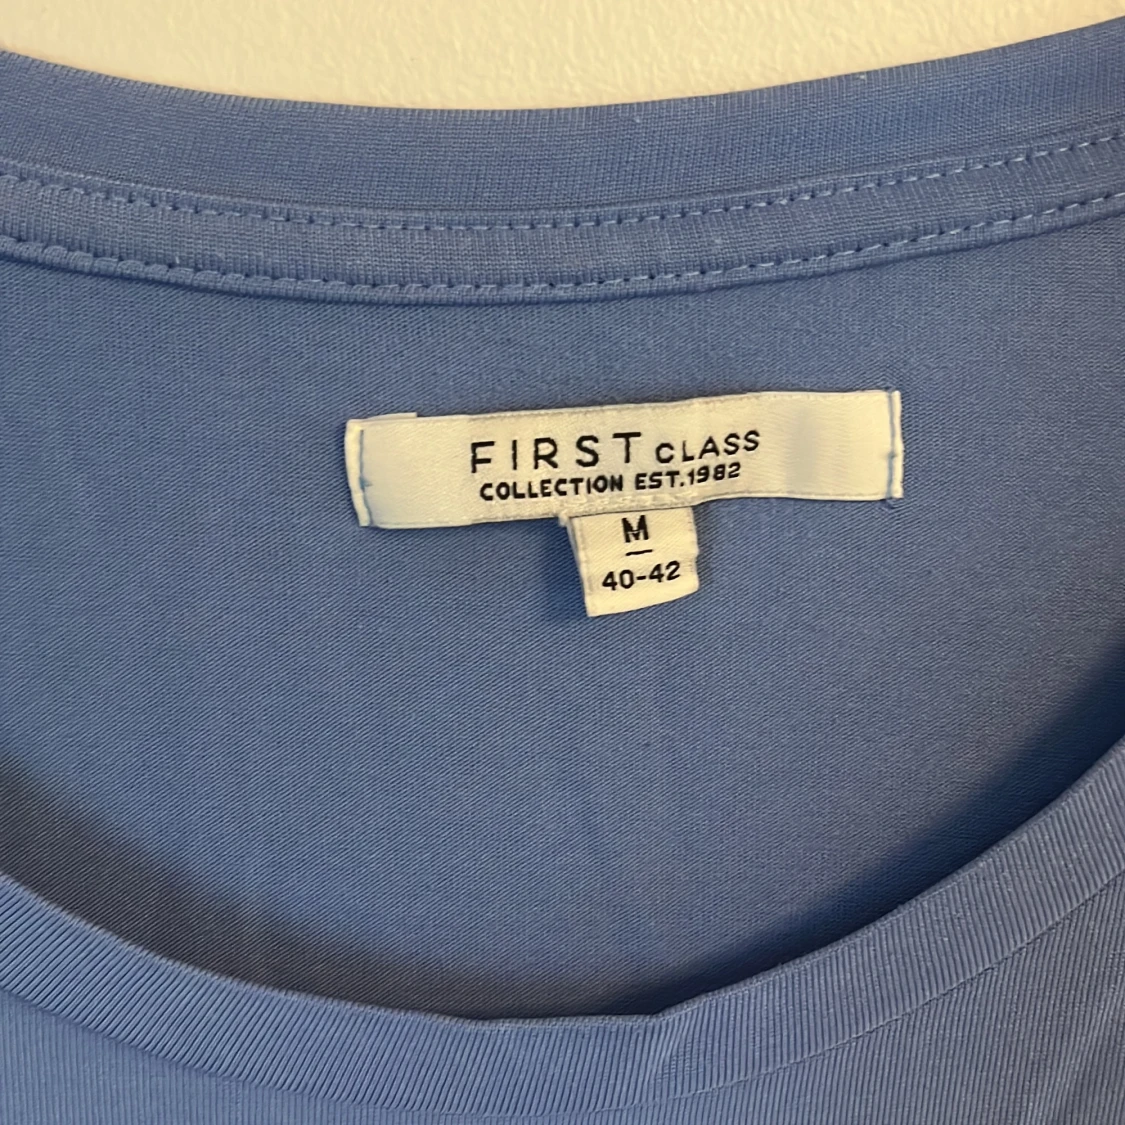 FIRST CLASS
COLLECTION EST.1982
M
40-42